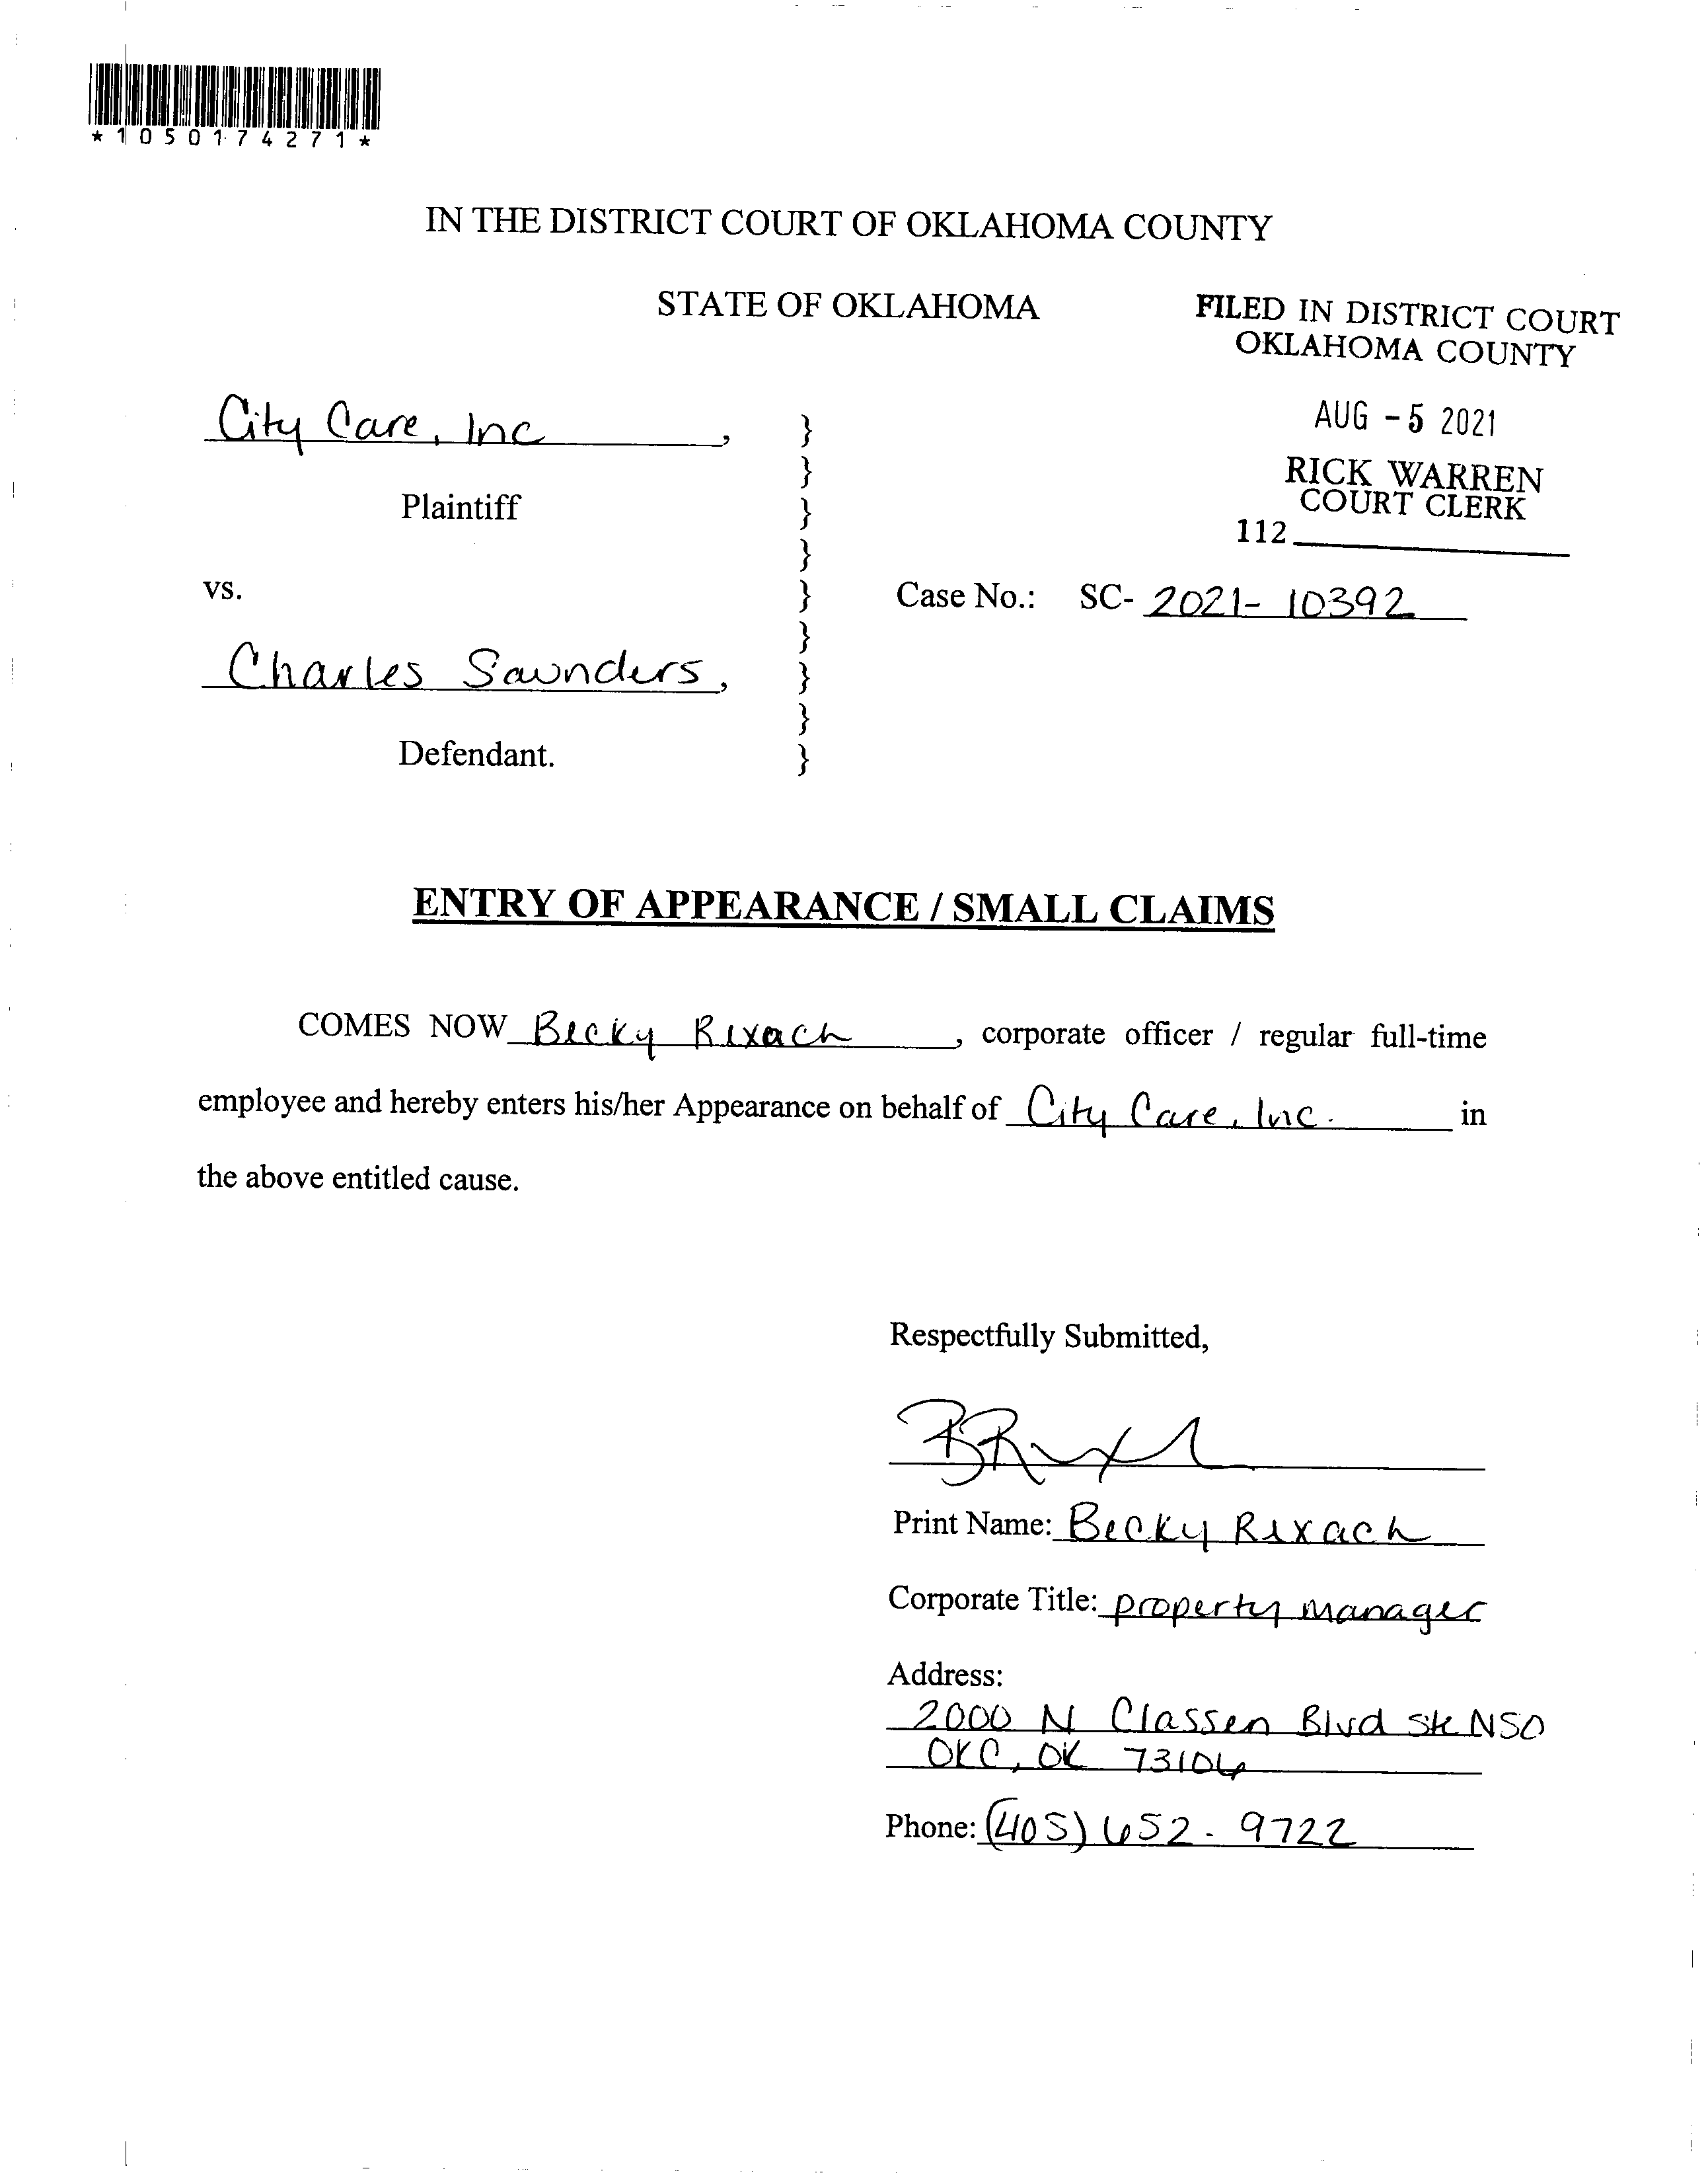 *1050174271*
IN THE DISTRICT COURT OF OKLAHOMA COUNTY
STATE OF OKLAHOMA
FILED IN DISTRICT COURT
OKLAHOMA COUNTY
AUG -5 2021
RICK WARREN
COURT CLERK
112
City Care, Inc ,
Plaintiff
vs.
Case No.: SC- 2021- 10392
Charles Saunders,
Defendant.
}
}
}
}
}
}
}
}
}
ENTRY OF APPEARANCE / SMALL CLAIMS
COMES NOW Becky Rixach , corporate officer / regular full-time
employee and hereby enters his/her Appearance on behalf of City Care, Inc. in
the above entitled cause.
Respectfully Submitted,
Print Name: Becky Rixach
Corporate Title: property manager
Address:
2000 N Classen Blvd Ste N50
OKC, OK 73106
Phone: (405) 652-9722